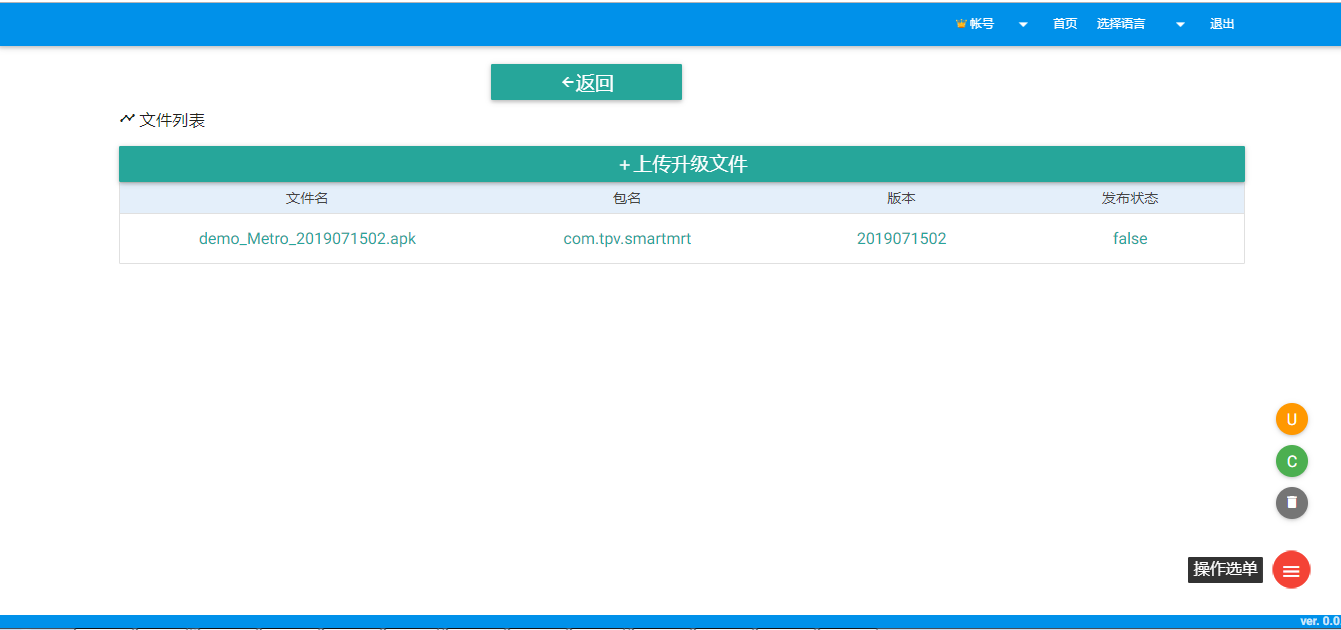 帐号 首页 选择语言 退出
返回
文件列表
+上传升级文件
文件名 包名 版本 发布状态
demo_Metro_2019071502.apk com.tpv.smartmrt 2019071502 false
U
C
操作选单
ver. 0.0